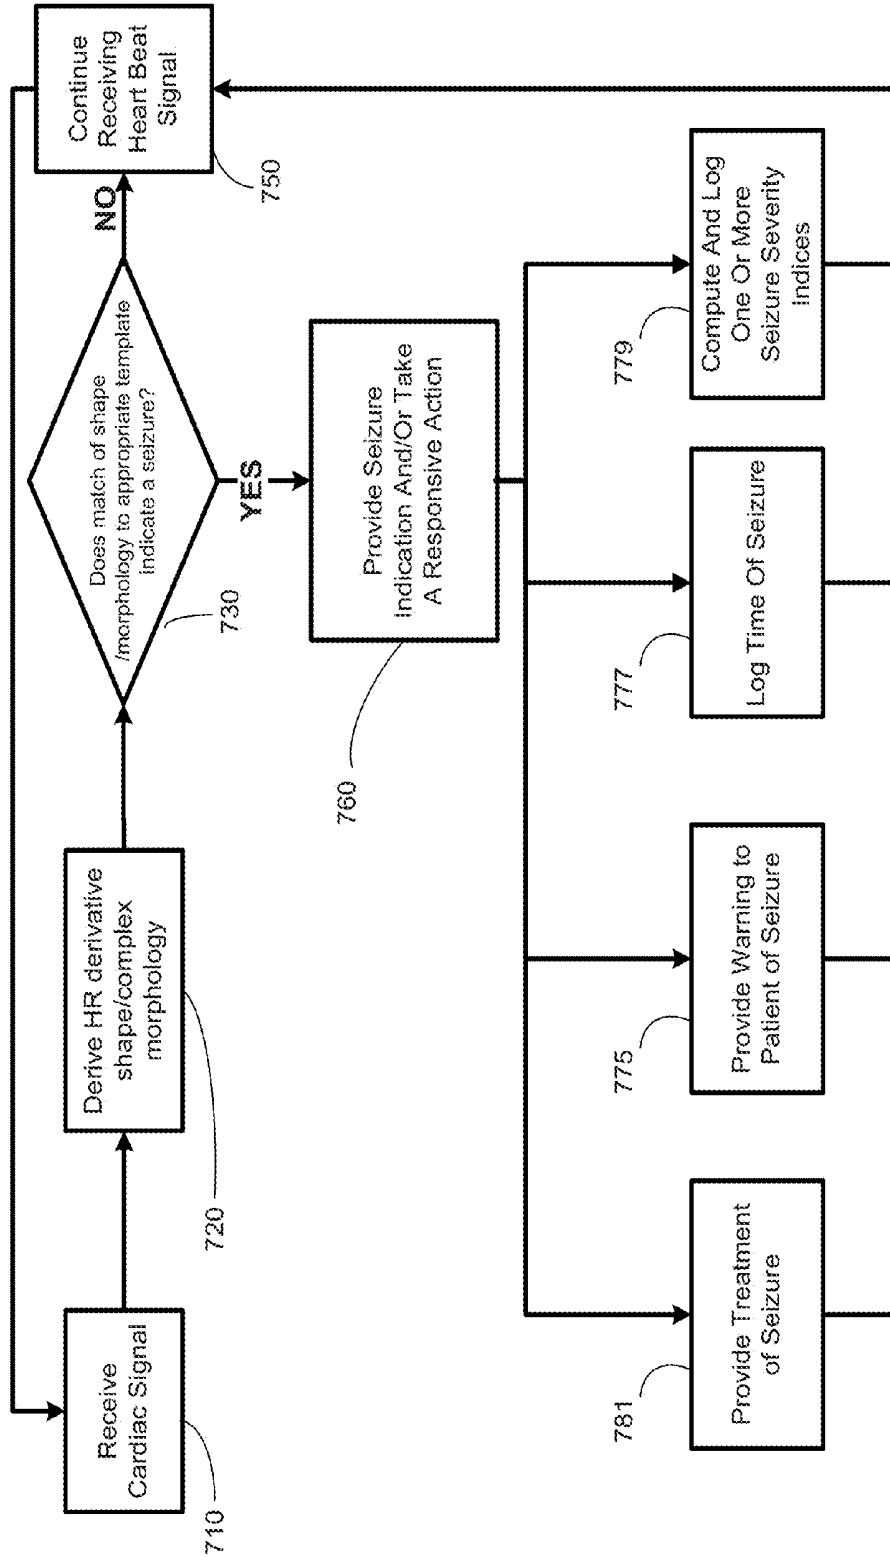 Receive
Cardiac Signal
710
Derive HR derivative
shape/complex
morphology
720
Does match of shape
/morphology to appropriate template
indicate a seizure?
730
NO
Continue
Receiving
Heart Beat
Signal
750
YES
Provide Seizure
Indication And/Or Take
A Responsive Action
760
781
Provide Treatment
of Seizure
775
Provide Warning to
Patient of Seizure
777
Log Time Of Seizure
779
Compute And Log
One Or More
Seizure Severity
Indices